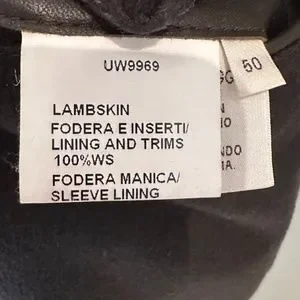 UW9969
LAMBSKIN
FODERA E INSERTI/
LINING AND TRIMS
100%WS
FODERA MANICA/
SLEEVE LINING
50